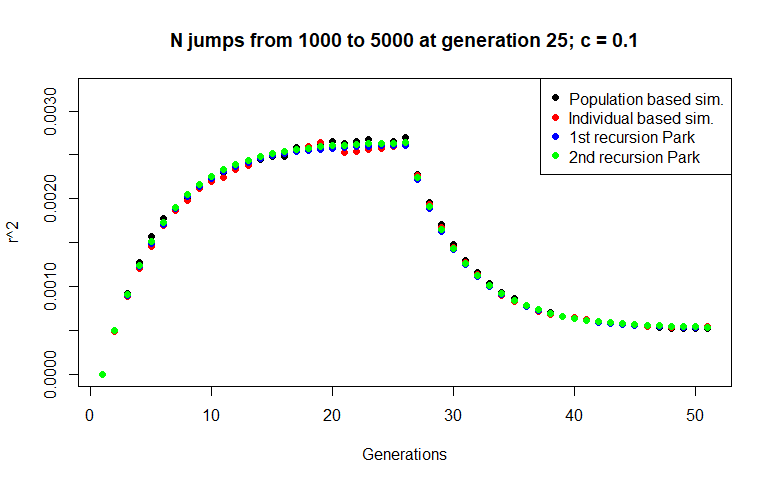 N jumps from 1000 to 5000 at generation 25; c = 0.1
Population based sim.
Individual based sim.
1st recursion Park
2nd recursion Park
r^2
0.0030
0.0020
0.0010
0.0000
0 10 20 30 40 50
Generations